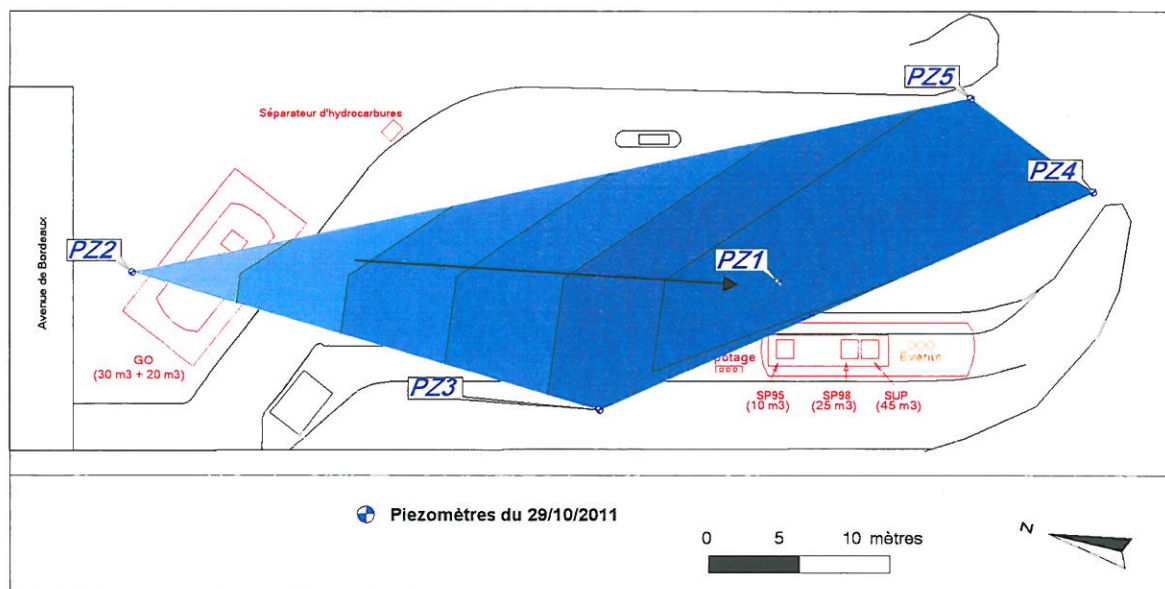 PZ5
Séparateur d'hydrocarbures
PZ4
PZ2
PZ1
Avenue de Bordeaux
GO
(30 m3 + 20 m3)
Events
PZ3
SP95
(10 m3)
SP98
(25 m3)
SUP
(45 m3)
Piezomètres du 29/10/2011
0 5 10 mètres
N